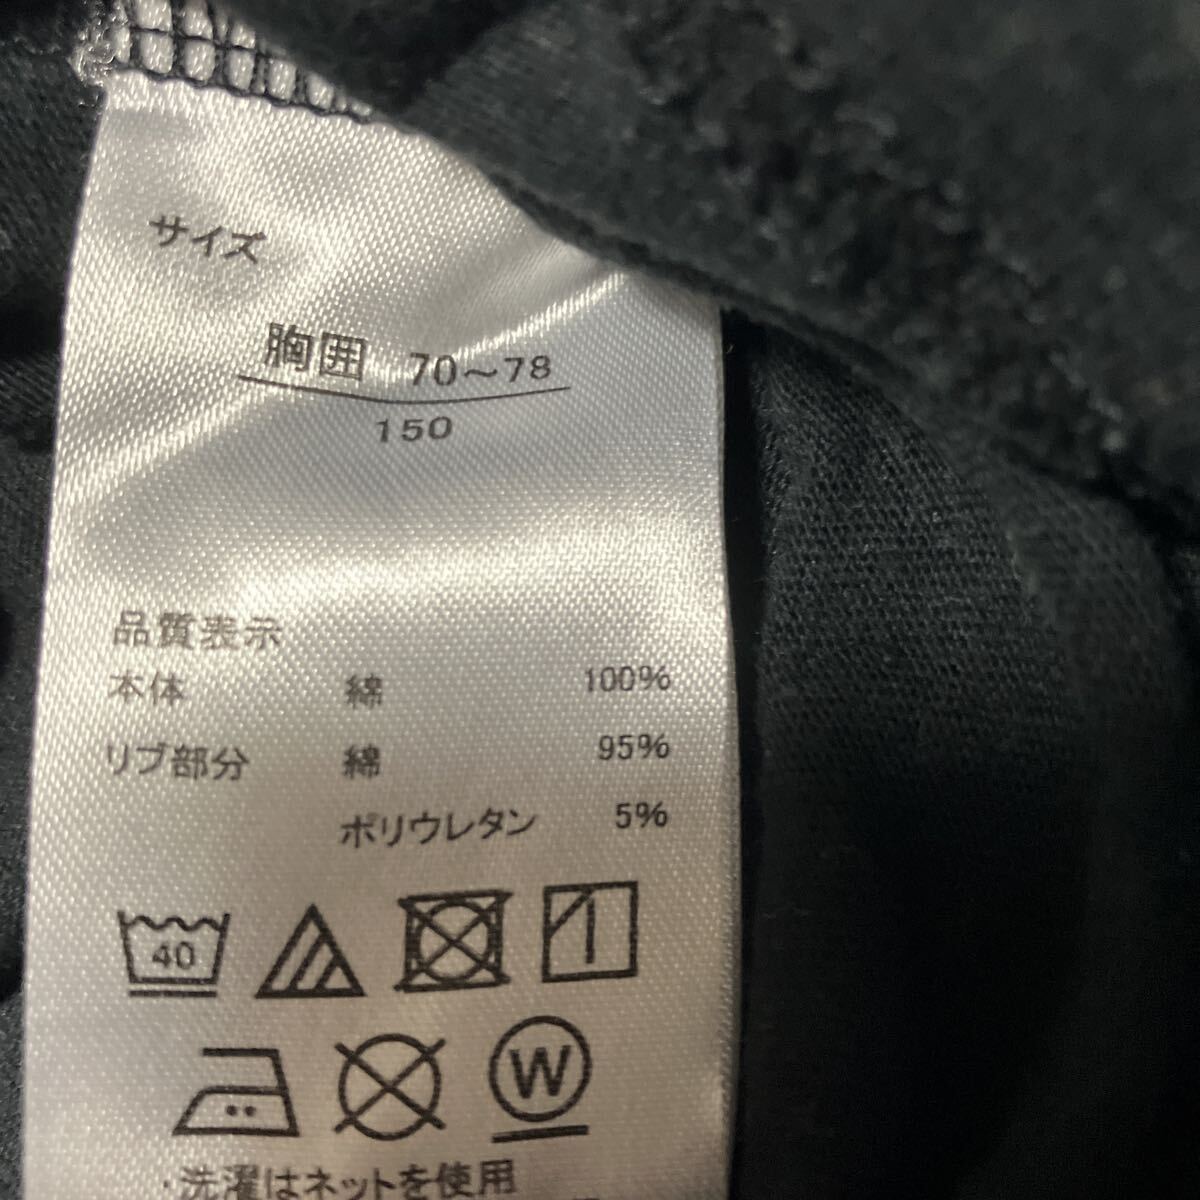 サイズ
胸囲 70～78
150
品質表示
本体 綿 100%
リブ部分 綿 95%
ポリウレタン 5%
40
W
・洗濯はネットを使用